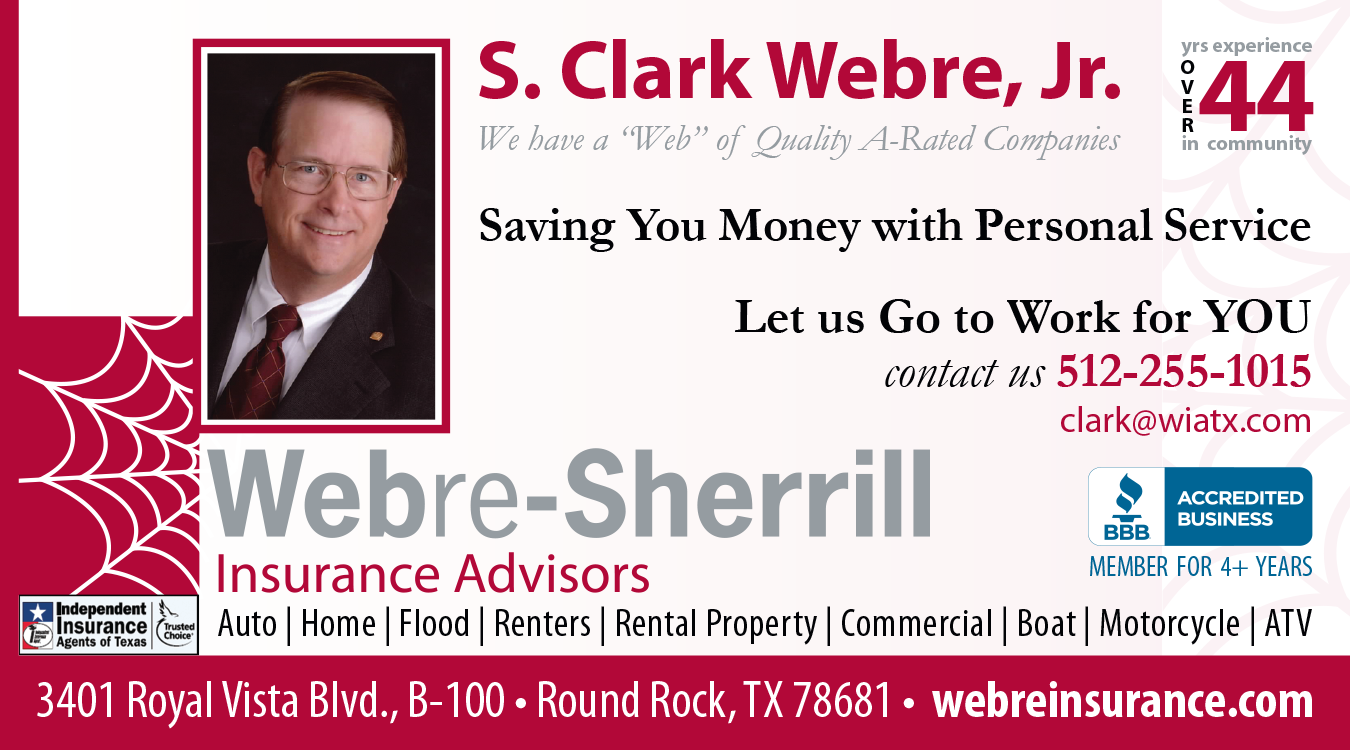 S. Clark Webre, Jr.
We have a “Web” of Quality A-Rated Companies
yrs experience
OVER
44
in community
Saving You Money with Personal Service
Let us Go to Work for YOU
contact us 512-255-1015
clark@wiatx.com
Webre-Sherrill
Insurance Advisors
BBB
ACCREDITED
BUSINESS
MEMBER FOR 4+ YEARS
Independent
Insurance
Agents of Texas
Trusted
Choice®
Auto | Home | Flood | Renters | Rental Property | Commercial | Boat | Motorcycle | ATV
3401 Royal Vista Blvd., B-100 • Round Rock, TX 78681 • webreinsurance.com